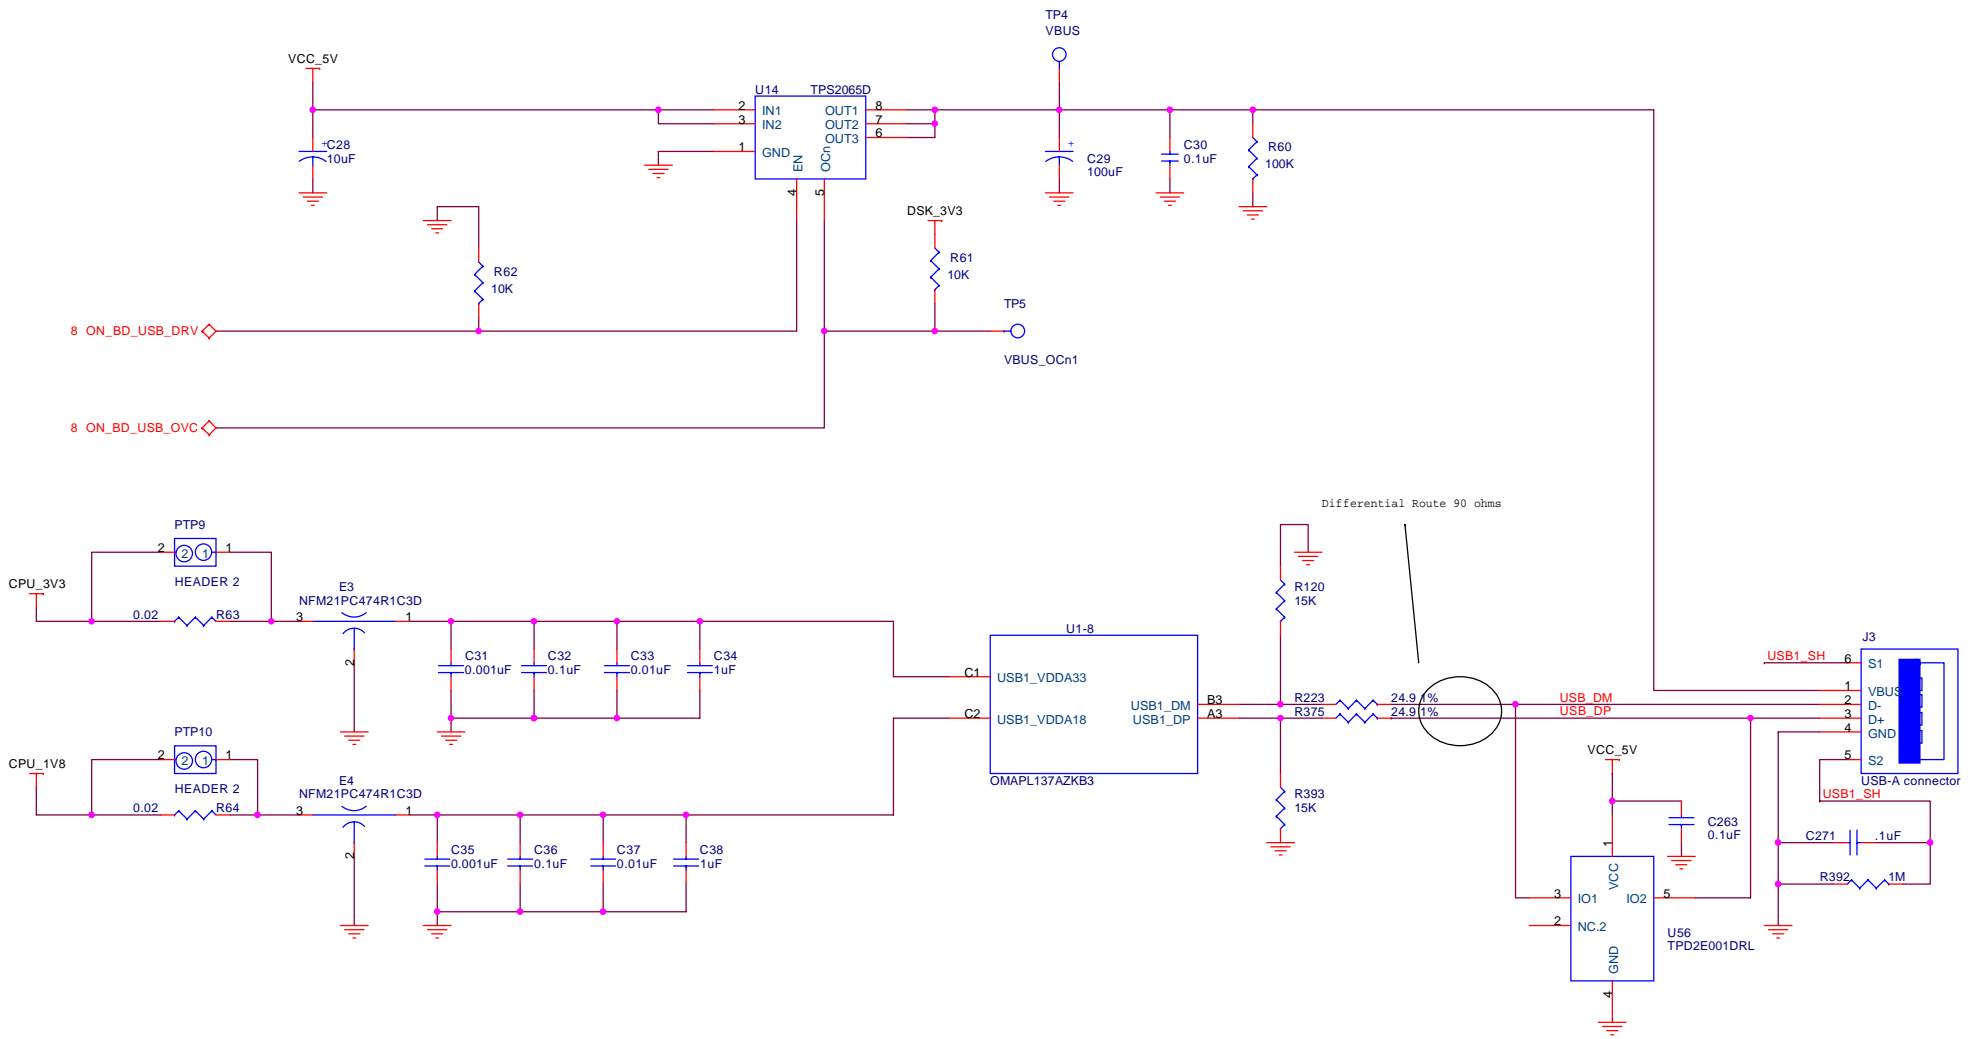 TP4
VBUS
VCC_5V
U14 TPS2065D
2 IN1 OUT1 8
3 IN2 OUT2 7
OUT3 6
1 GND
EN
OCn
4
5
+
C28
10uF
+
C29
100uF
C30
0.1uF
R60
100K
DSK_3V3
R61
10K
R62
10K
TP5
VBUS_OCn1
8 ON_BD_USB_DRV
8 ON_BD_USB_OVC
Differential Route 90 ohms
PTP9
2 2 1 1
HEADER 2
CPU_3V3
0.02 R63
E3
NFM21PC474R1C3D
3 1
2
C31
0.001uF
C32
0.1uF
C33
0.01uF
C34
1uF
PTP10
2 2 1 1
HEADER 2
CPU_1V8
0.02 R64
E4
NFM21PC474R1C3D
3 1
2
C35
0.001uF
C36
0.1uF
C37
0.01uF
C38
1uF
U1-8
C1 USB1_VDDA33
C2 USB1_VDDA18
USB1_DM B3
USB1_DP A3
OMAPL137AZKB3
R120
15K
R223 24.9 1%
R375 24.9 1%
R393
15K
USB_DM
USB_DP
J3
USB1_SH 6 S1
1 VBUS
2 D-
3 D+
4 GND
5 S2
USB-A connector
USB1_SH
C271 .1uF
R392 1M
VCC_5V
C263
0.1uF
1
VCC
3 IO1 IO2 5
2 NC.2
GND
4
U56
TPD2E001DRL